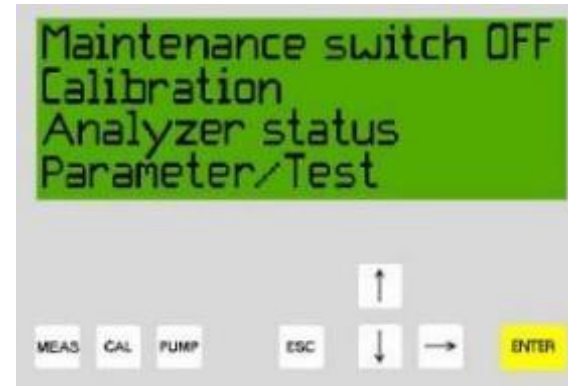 Maintenance switch OFF
Calibration
Analyzer status
Parameter/Test
MEAS CAL PUMP ESC ↓ → ENTER